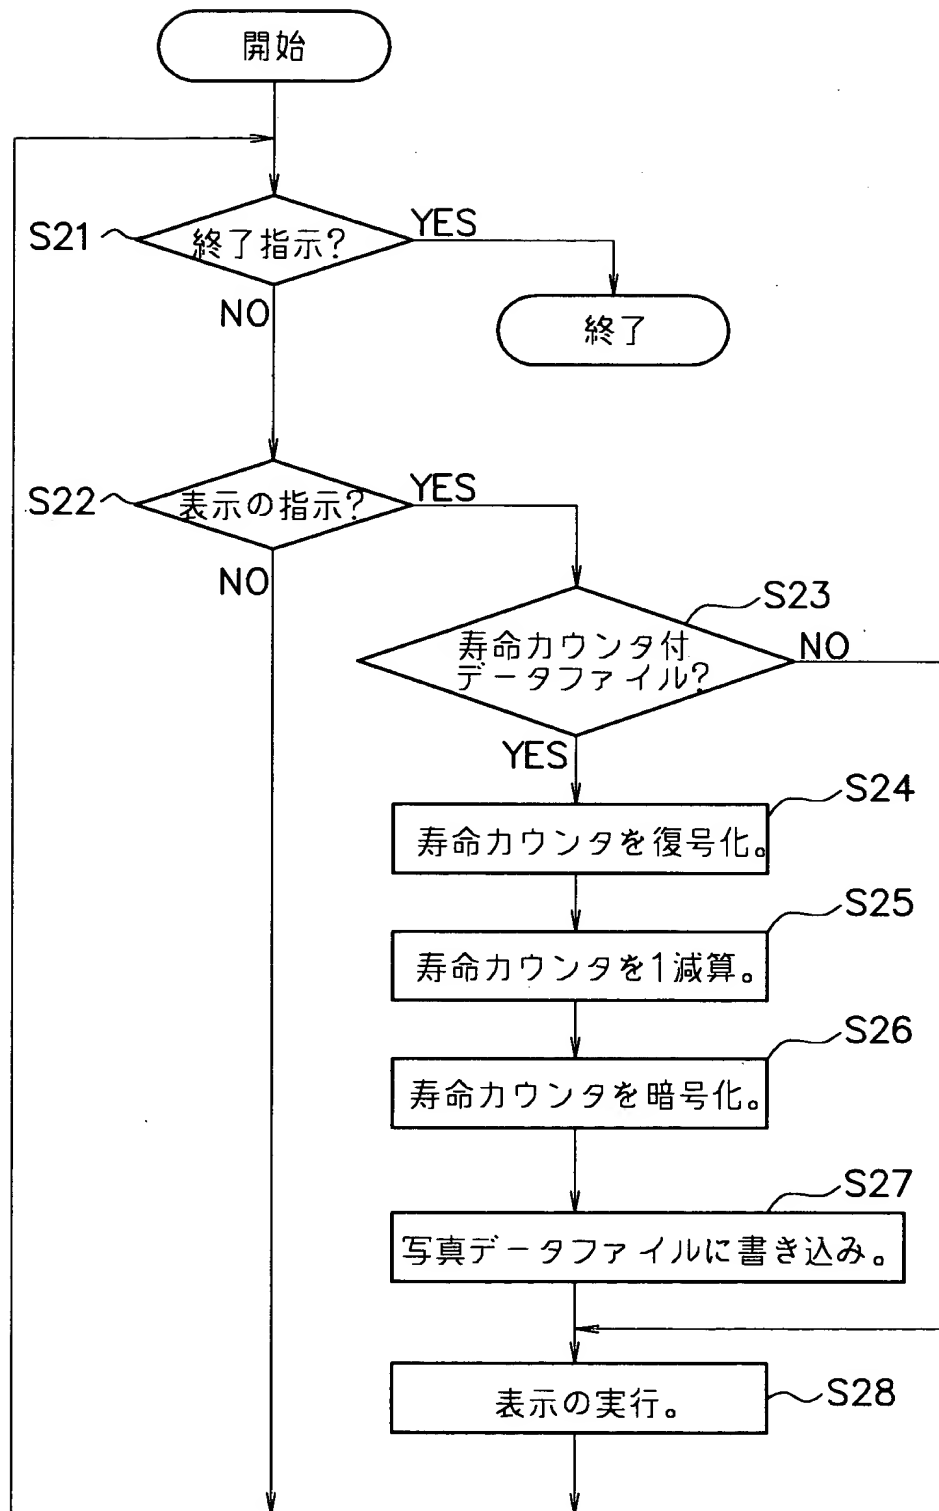 開始
S21
終了指示?
YES
NO
終了
S22
表示の指示?
YES
NO
S23
寿命カウンタ付
データファイル?
NO
YES
S24
寿命カウンタを復号化。
S25
寿命カウンタを1減算。
S26
寿命カウンタを暗号化。
S27
写真データファイルに書き込み。
表示の実行。
S28